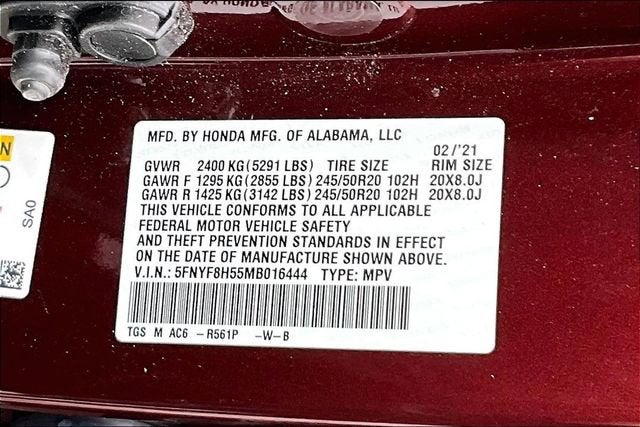 MFD. BY HONDA MFG. OF ALABAMA, LLC
02/'21
GVWR 2400 KG (5291 LBS) TIRE SIZE RIM SIZE
GAWR F 1295 KG (2855 LBS) 245/50R20 102H 20X8.0J
GAWR R 1425 KG (3142 LBS) 245/50R20 102H 20X8.0J
THIS VEHICLE CONFORMS TO ALL APPLICABLE
FEDERAL MOTOR VEHICLE SAFETY
AND THEFT PREVENTION STANDARDS IN EFFECT
ON THE DATE OF MANUFACTURE SHOWN ABOVE.
V.I.N.: 5FNYF8H55MB016444 TYPE: MPV
TGS M AC6 -R561P -W-B
N
SA0